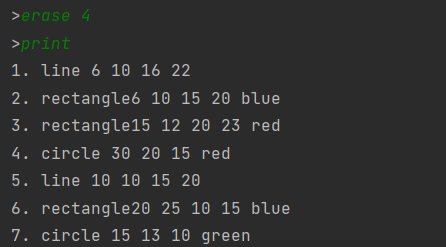 >erase 4
>print
1. line 6 10 16 22
2. rectangle6 10 15 20 blue
3. rectangle15 12 20 23 red
4. circle 30 20 15 red
5. line 10 10 15 20
6. rectangle20 25 10 15 blue
7. circle 15 13 10 green